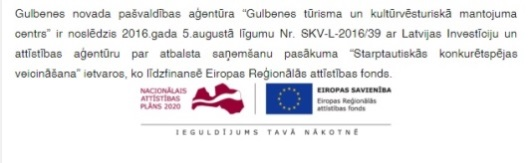 Gulbenes novada pašvaldības aģentūra “Gulbenes tūrisma un kultūrvēsturiskā mantojuma
centrs” ir noslēdzis 2016.gada 5.augustā līgumu Nr. SKV-L-2016/39 ar Latvijas Investīciju un
attīstības aģentūru par atbalsta saņemšanu pasākuma “Starptautiskās konkurētspējas
veicināšana” ietvaros, ko līdzfinansē Eiropas Reģionālās attīstības fonds.
NACIONĀLAIS
ATTĪSTĪBAS
PLĀNS 2020
EIROPAS SAVIENĪBA
Eiropas Reģionālās
attīstības fonds
IEGULDĪJUMS TAVĀ NĀKOTNĒ